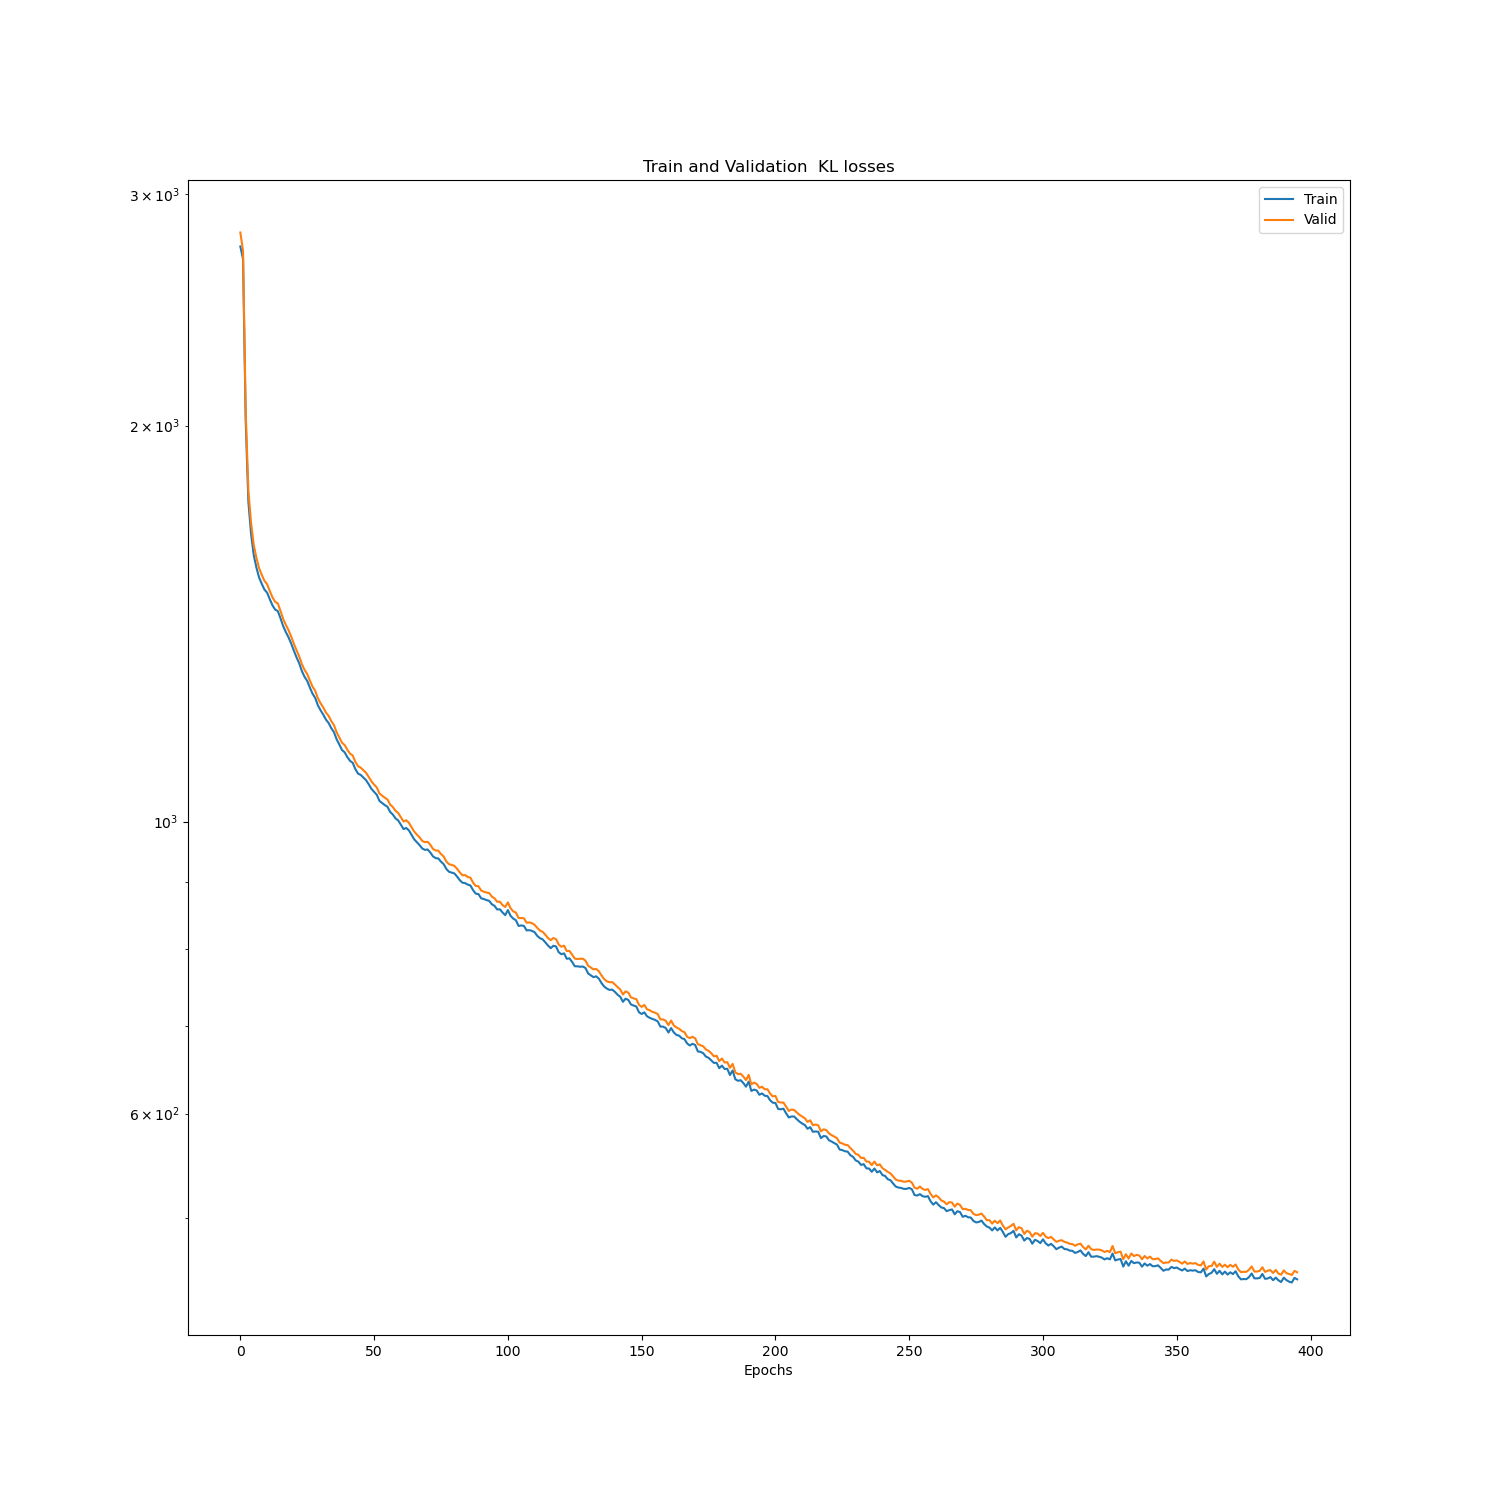 Train and Validation  KL losses
Train
Valid
3 × 10³
2 × 10³
10³
6 × 10²
0 50 100 150 200 250 300 350 400
Epochs